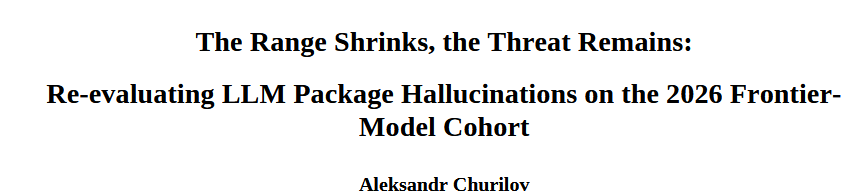 The Range Shrinks, the Threat Remains:
Re-evaluating LLM Package Hallucinations on the 2026 Frontier-
Model Cohort
Aleksandr Churilov